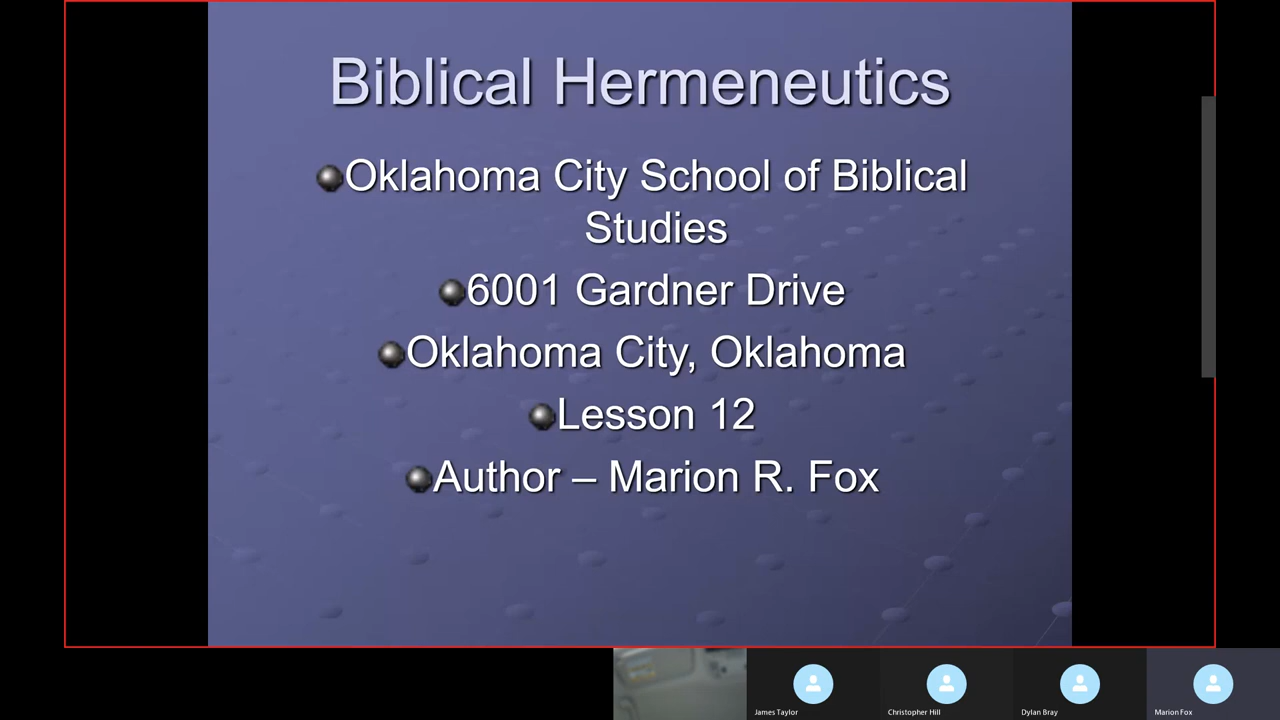 Biblical Hermeneutics
Oklahoma City School of Biblical
Studies
6001 Gardner Drive
Oklahoma City, Oklahoma
Lesson 12
Author – Marion R. Fox
James Taylor
Christopher Hill
Dylan Bray
Marion Fox